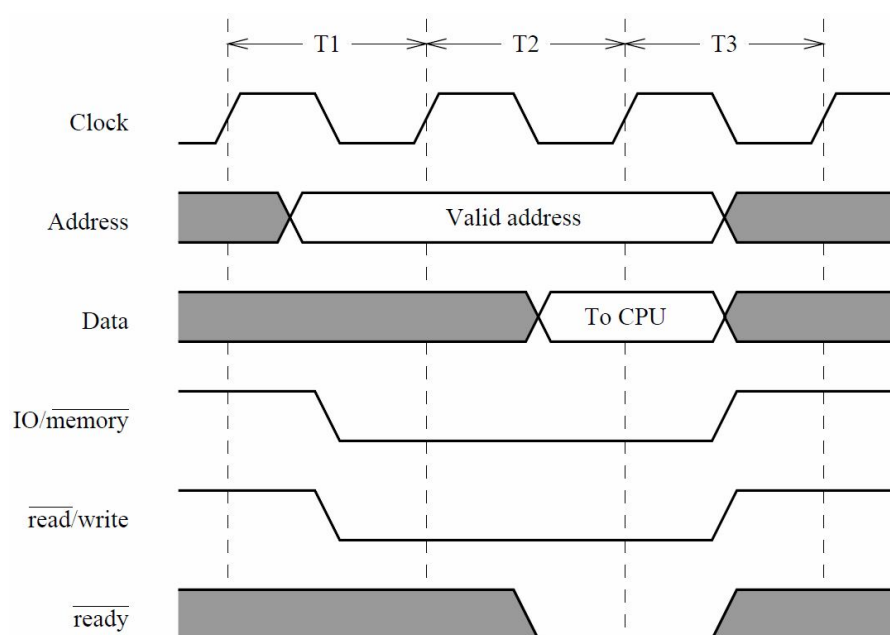 T1 T2 T3
Clock
Address Valid address
Data To CPU
IO/memory
read/write
ready